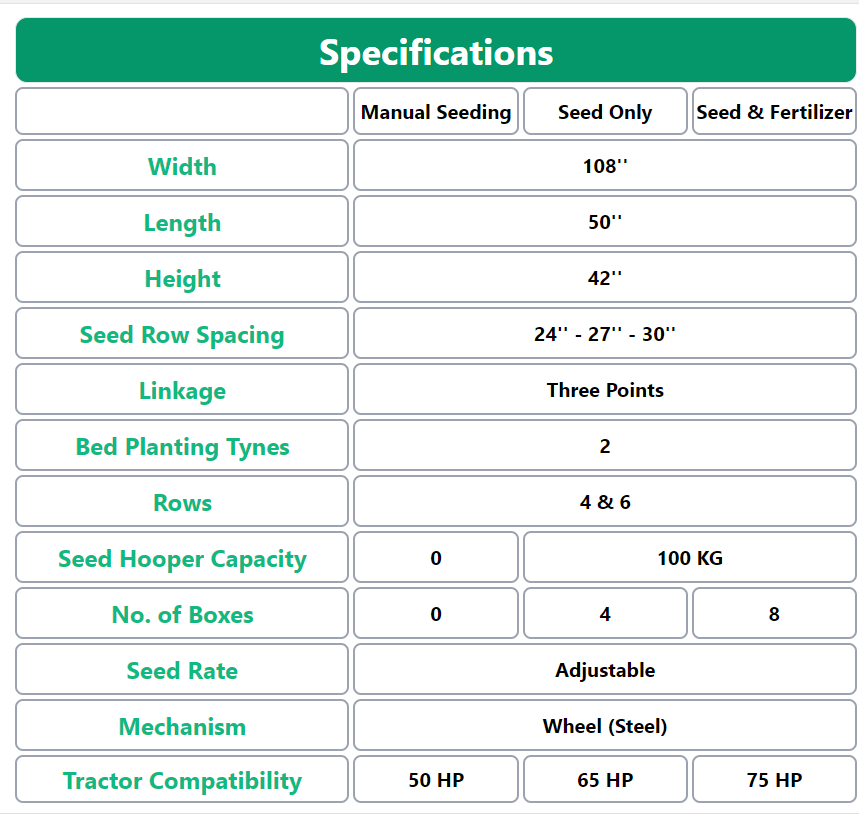 Specifications
Manual Seeding Seed Only Seed & Fertilizer
Width 108''
Length 50''
Height 42''
Seed Row Spacing 24'' - 27'' - 30''
Linkage Three Points
Bed Planting Tynes 2
Rows 4 & 6
Seed Hooper Capacity 0 100 KG
No. of Boxes 0 4 8
Seed Rate Adjustable
Mechanism Wheel (Steel)
Tractor Compatibility 50 HP 65 HP 75 HP